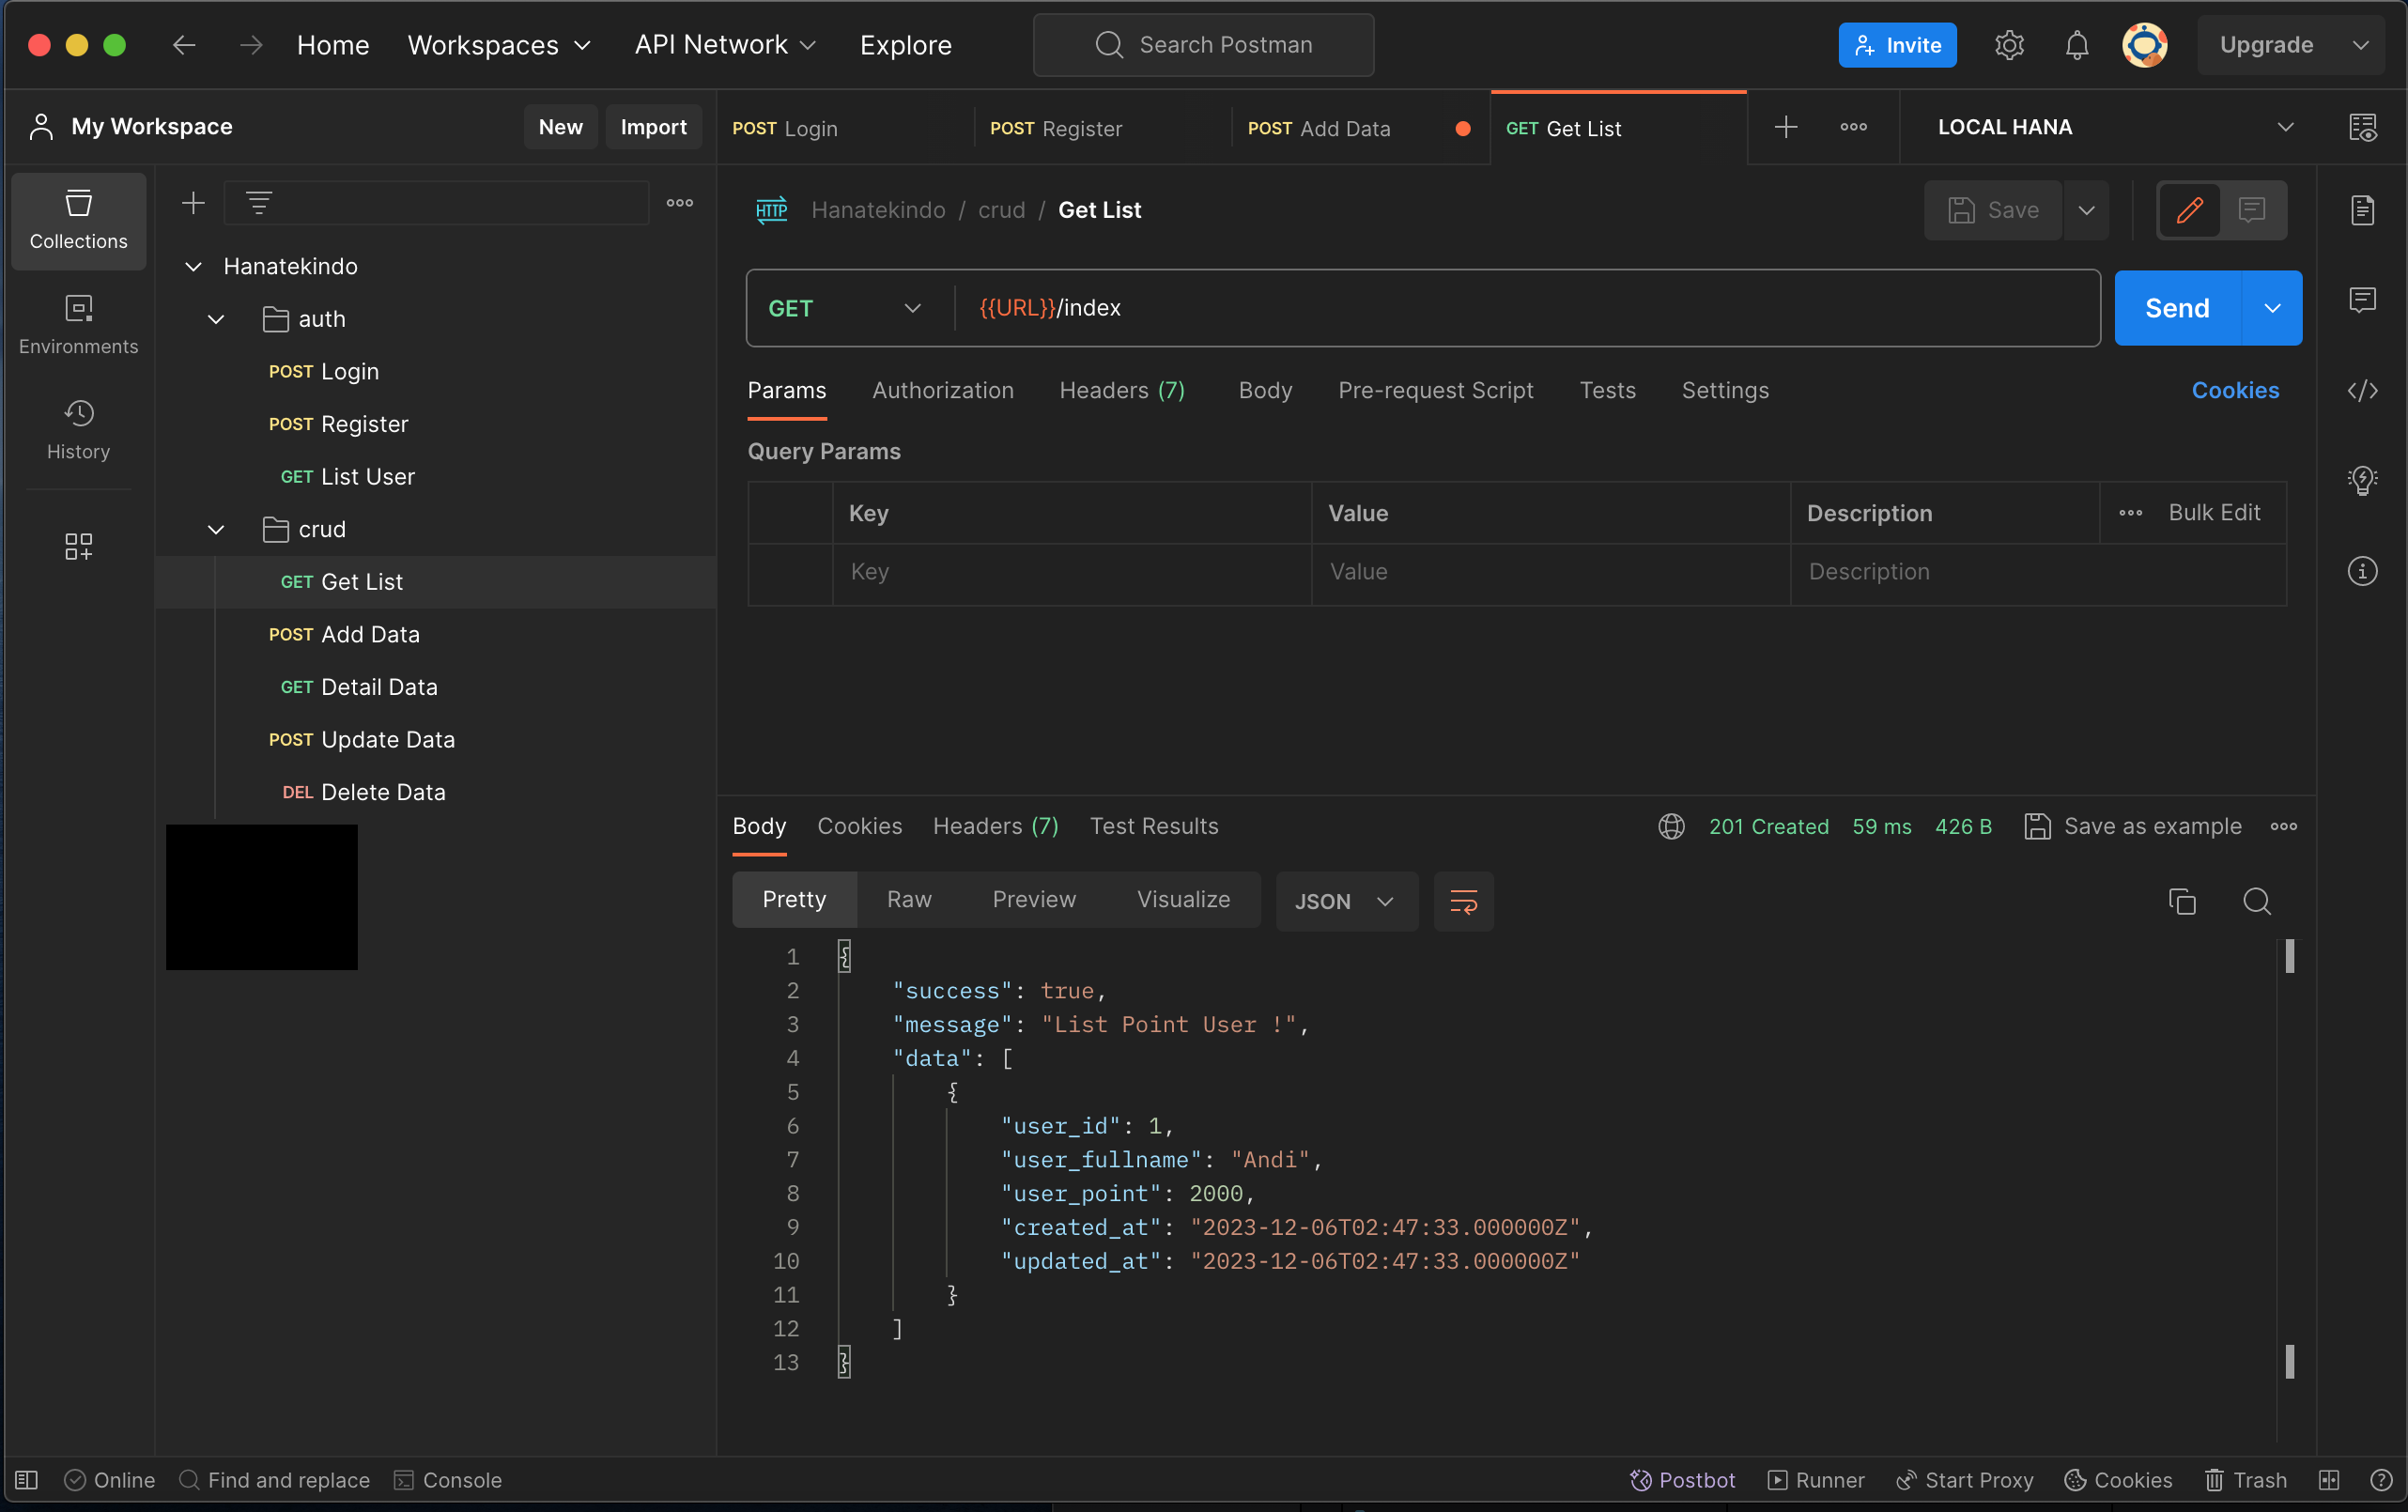 Home Workspaces API Network Explore Search Postman Invite Upgrade
My Workspace New Import
POST Login POST Register POST Add Data GET Get List LOCAL HANA
Collections
Environments
History
Hanatekindo
auth
POST Login
POST Register
GET List User
crud
GET Get List
POST Add Data
GET Detail Data
POST Update Data
DEL Delete Data
HTTP Hanatekindo / crud / Get List Save
GET {{URL}}/index Send
Params Authorization Headers (7) Body Pre-request Script Tests Settings Cookies
Query Params
Key Value Description Bulk Edit
Key Value Description
Body Cookies Headers (7) Test Results 201 Created 59 ms 426 B Save as example
Pretty Raw Preview Visualize JSON
1 {
2 "success": true,
3 "message": "List Point User !",
4 "data": [
5 {
6 "user_id": 1,
7 "user_fullname": "Andi",
8 "user_point": 2000,
9 "created_at": "2023-12-06T02:47:33.000000Z",
10 "updated_at": "2023-12-06T02:47:33.000000Z"
11 }
12 ]
13 }
Online Find and replace Console Postbot Runner Start Proxy Cookies Trash